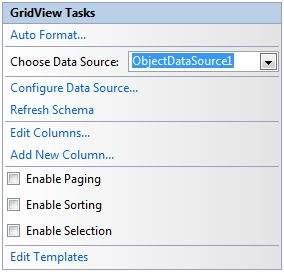 GridView Tasks
Auto Format...
Choose Data Source: ObjectDataSource1
Configure Data Source...
Refresh Schema
Edit Columns...
Add New Column...
Enable Paging
Enable Sorting
Enable Selection
Edit Templates